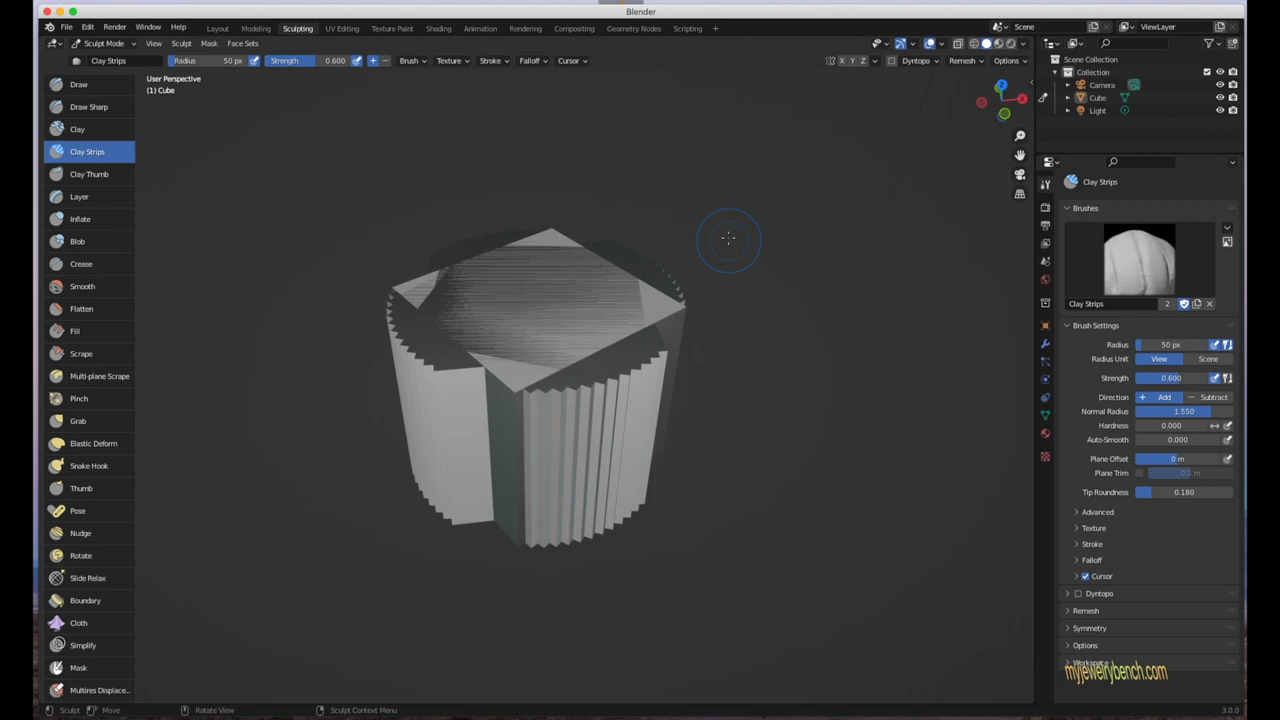 Blender
File Edit Render Window Help Layout Modeling Sculpting UV Editing Texture Paint Shading Animation Rendering Compositing Geometry Nodes Scripting + Scene ViewLayer
Sculpt Mode View Sculpt Mask Face Sets Options
Clay Strips Radius 50 px Strength 0.600 + − Brush Texture Stroke Falloff Cursor X Y Z Dyntopo Remesh Options
User Perspective
(1) Cube
Draw
Draw Sharp
Clay
Clay Strips
Clay Thumb
Layer
Inflate
Blob
Crease
Smooth
Flatten
Fill
Scrape
Multi-plane Scrape
Pinch
Grab
Elastic Deform
Snake Hook
Thumb
Pose
Nudge
Rotate
Slide Relax
Boundary
Cloth
Simplify
Mask
Multires Displace...
Z
X
Scene Collection
Collection
Camera
Cube
Light
Clay Strips
Brushes
Clay Strips 2
Brush Settings
Radius 50 px
Radius Unit View Scene
Strength 0.600
Direction + Add − Subtract
Normal Radius 1.550
Hardness 0.000
Auto-Smooth 0.000
Plane Offset 0 m
Plane Trim 0.5 m
Tip Roundness 0.180
Advanced
Texture
Stroke
Falloff
Cursor
Dyntopo
Remesh
Symmetry
Options
Workspace
myjewelrybench.com
Sculpt Move Rotate View Sculpt Context Menu 3.0.0